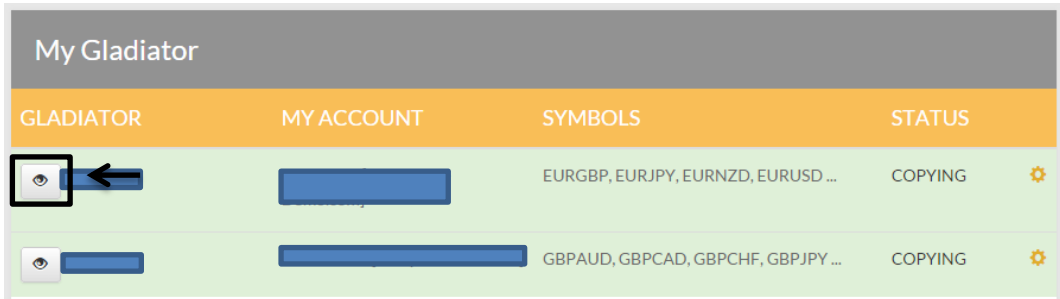 My Gladiator
GLADIATOR MY ACCOUNT SYMBOLS STATUS
EURGBP, EURJPY, EURNZD, EURUSD ... COPYING
GBPAUD, GBPCAD, GBPCHF, GBPJPY ... COPYING